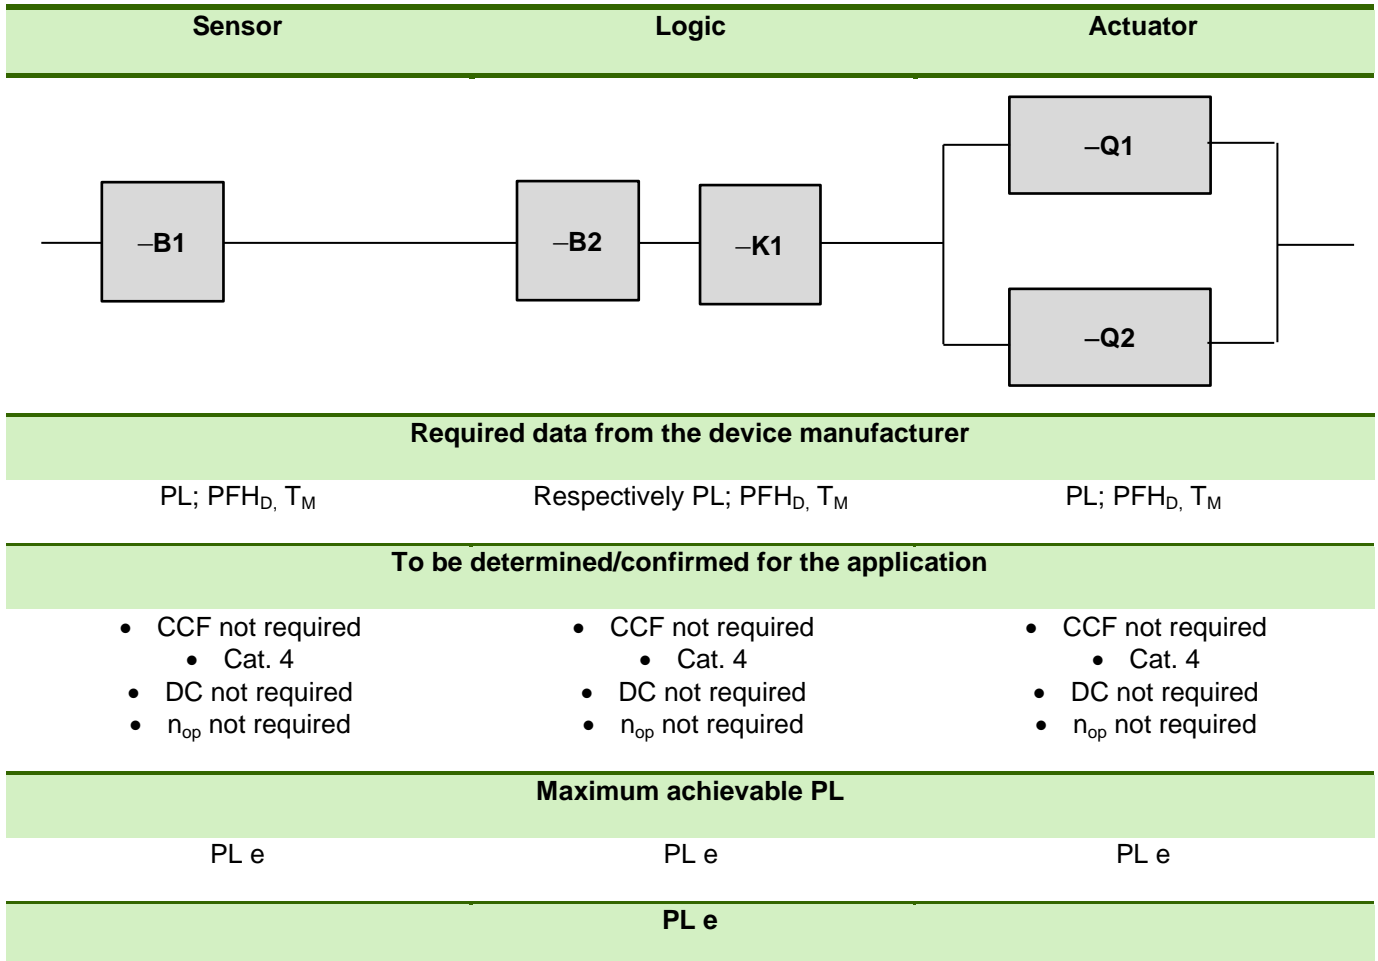 Sensor Logic Actuator
–Q1
–B1 –B2 –K1
–Q2
Required data from the device manufacturer
PL; PFHD, TM Respectively PL; PFHD, TM PL; PFHD, TM
To be determined/confirmed for the application
• CCF not required • CCF not required • CCF not required
• Cat. 4 • Cat. 4 • Cat. 4
• DC not required • DC not required • DC not required
• nop not required • nop not required • nop not required
Maximum achievable PL
PL e PL e PL e
PL e